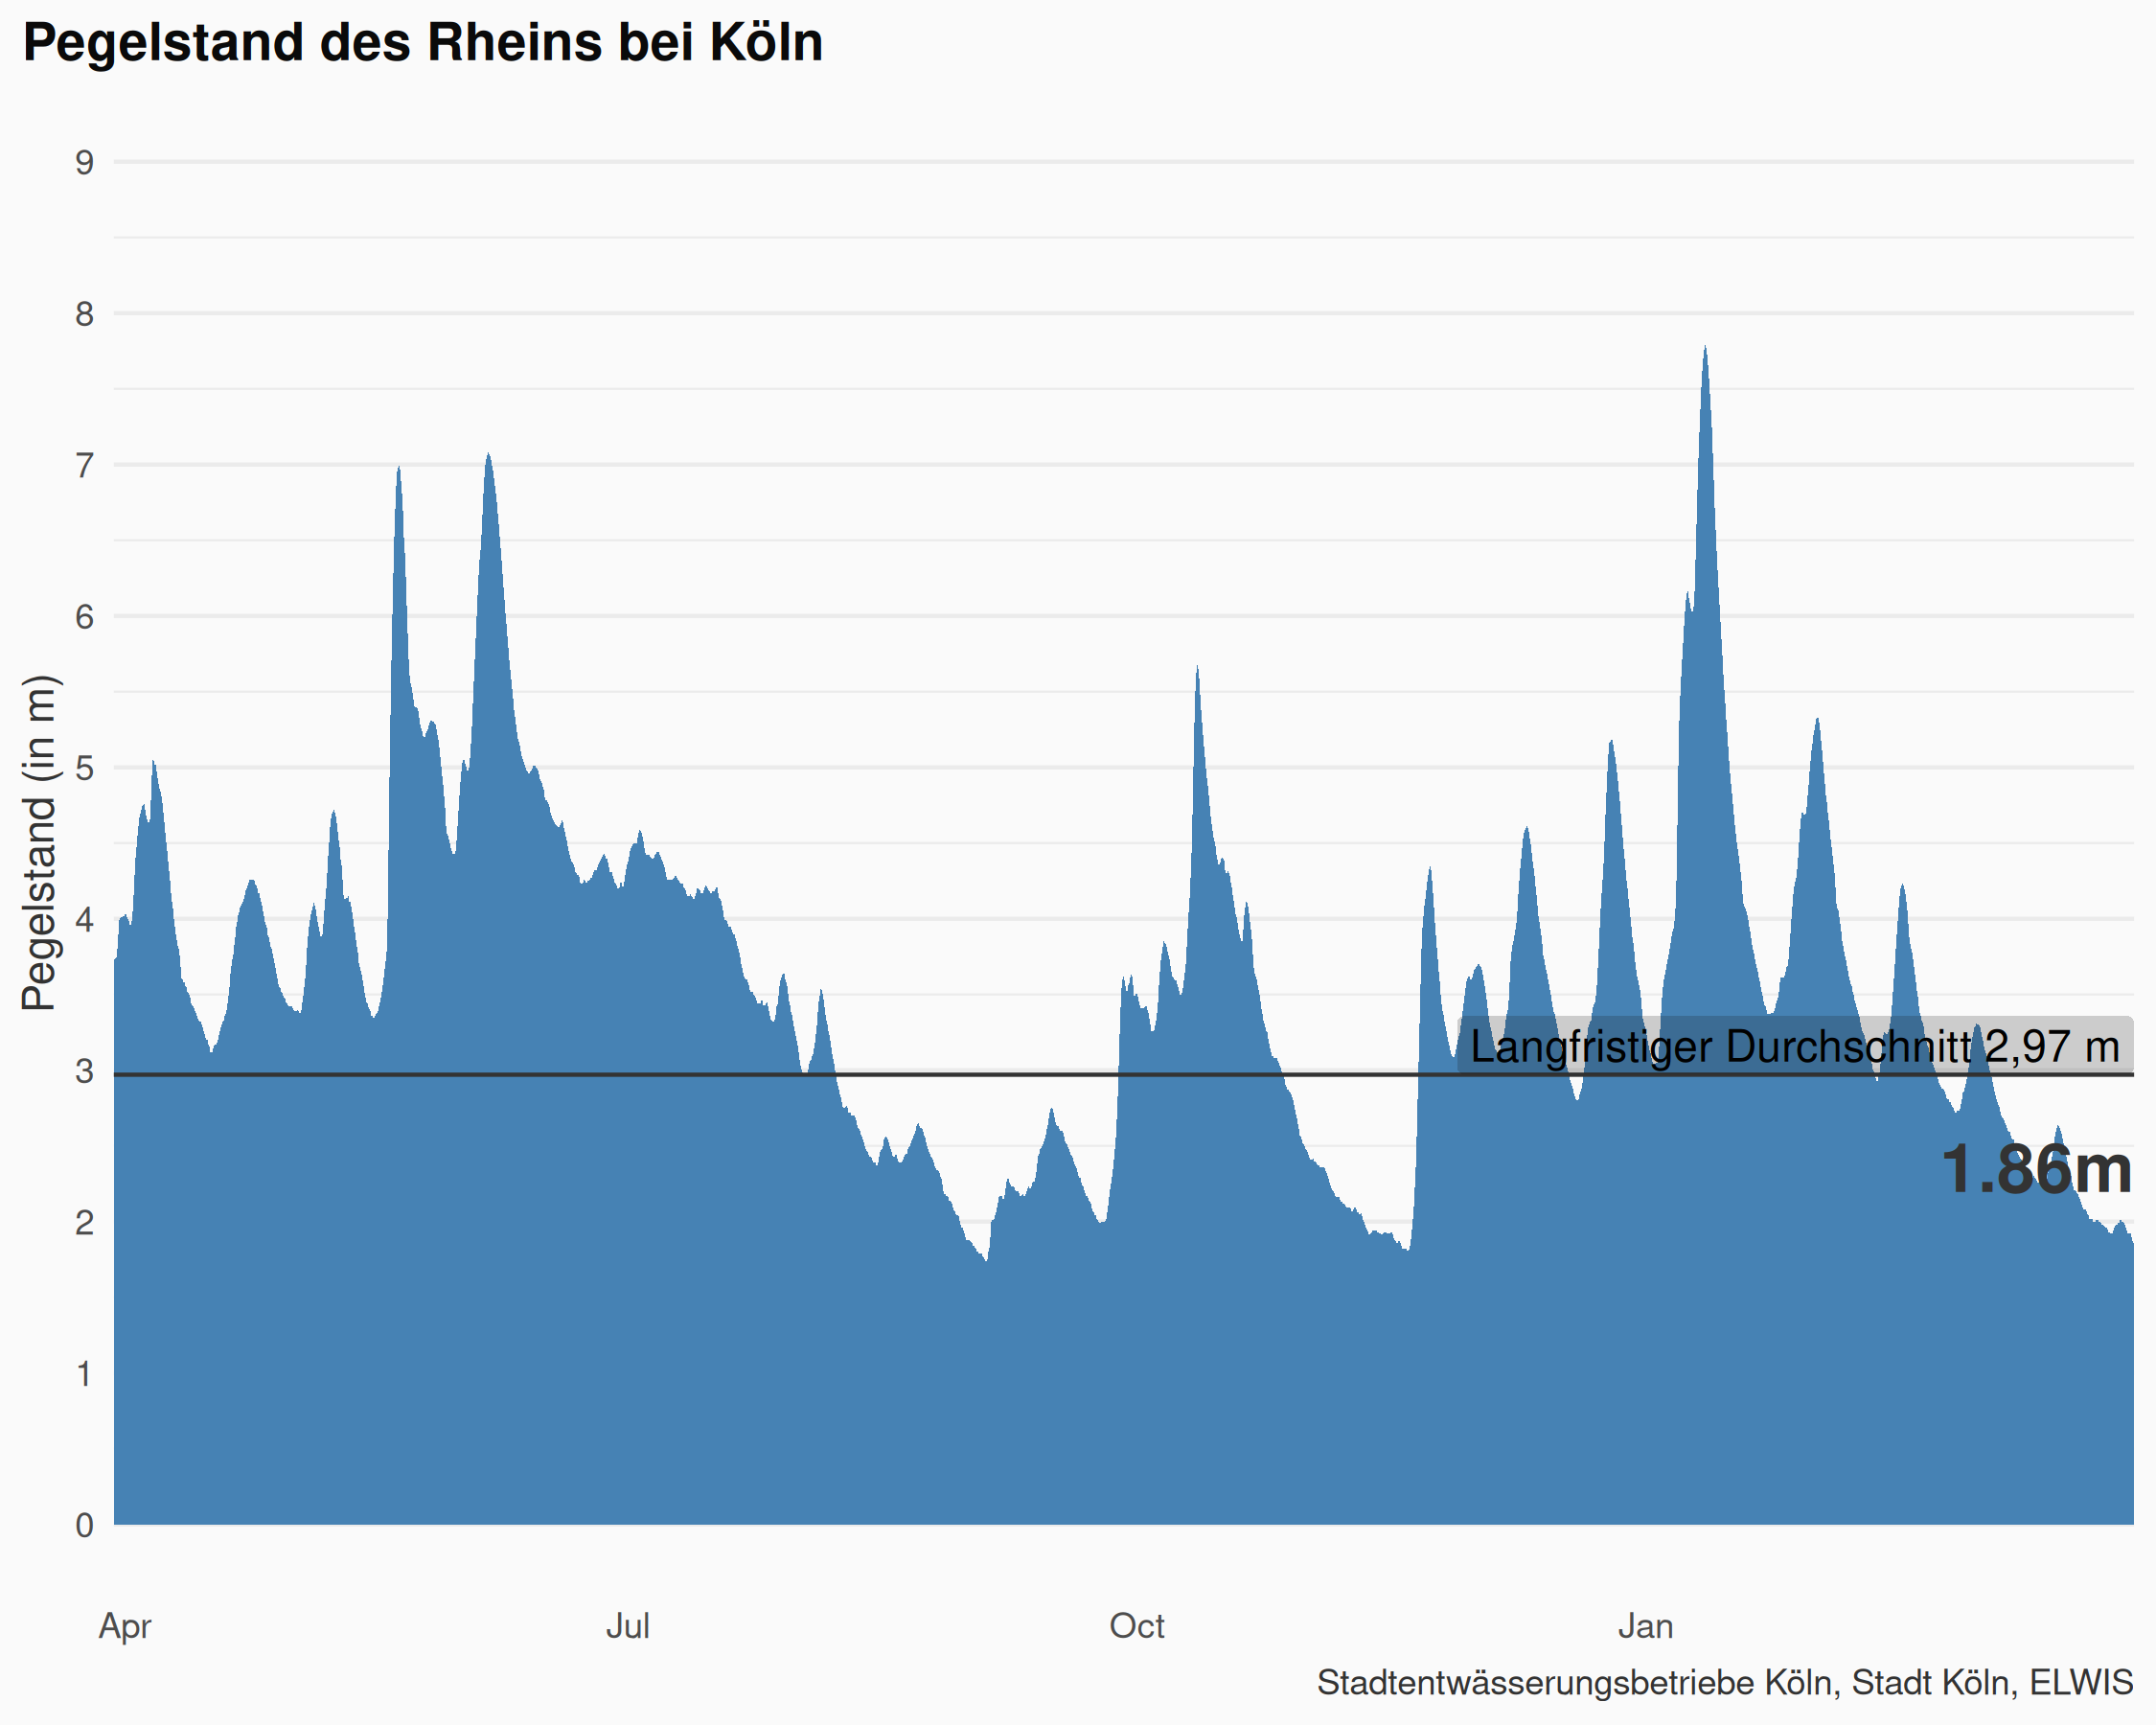 Pegelstand des Rheins bei Köln
Pegelstand (in m)
9
8
7
6
5
4
3
2
1
0
Langfristiger Durchschnitt 2,97 m
1.86m
Apr Jul Oct Jan
Stadtentwässerungsbetriebe Köln, Stadt Köln, ELWIS